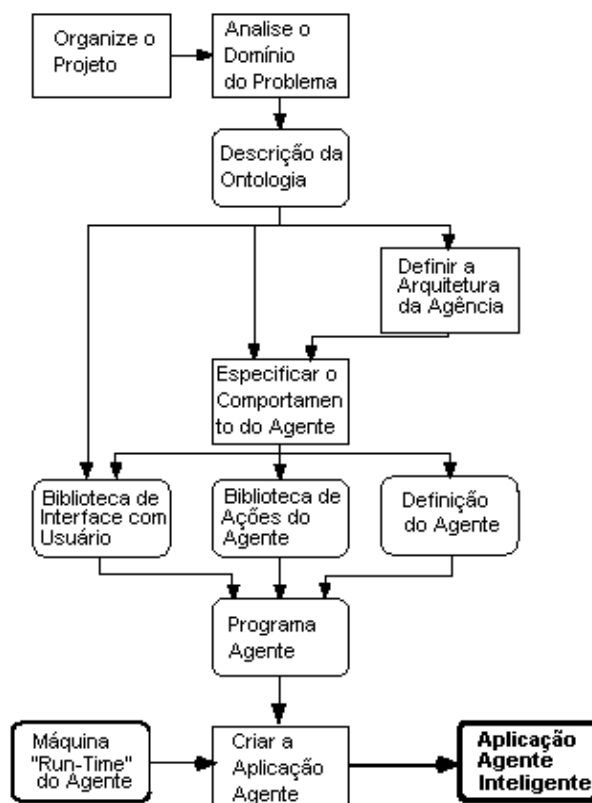 Organize o
Projeto
Analise o
Domínio
do Problema
Descrição da
Ontologia
Definir a
Arquitetura
da Agência
Especificar o
Comportamen
to do Agente
Biblioteca de
Interface com
Usuário
Biblioteca de
Ações do
Agente
Definição
do Agente
Programa
Agente
Máquina
"Run-Time"
do Agente
Criar a
Aplicação
Agente
Aplicação
Agente
Inteligente